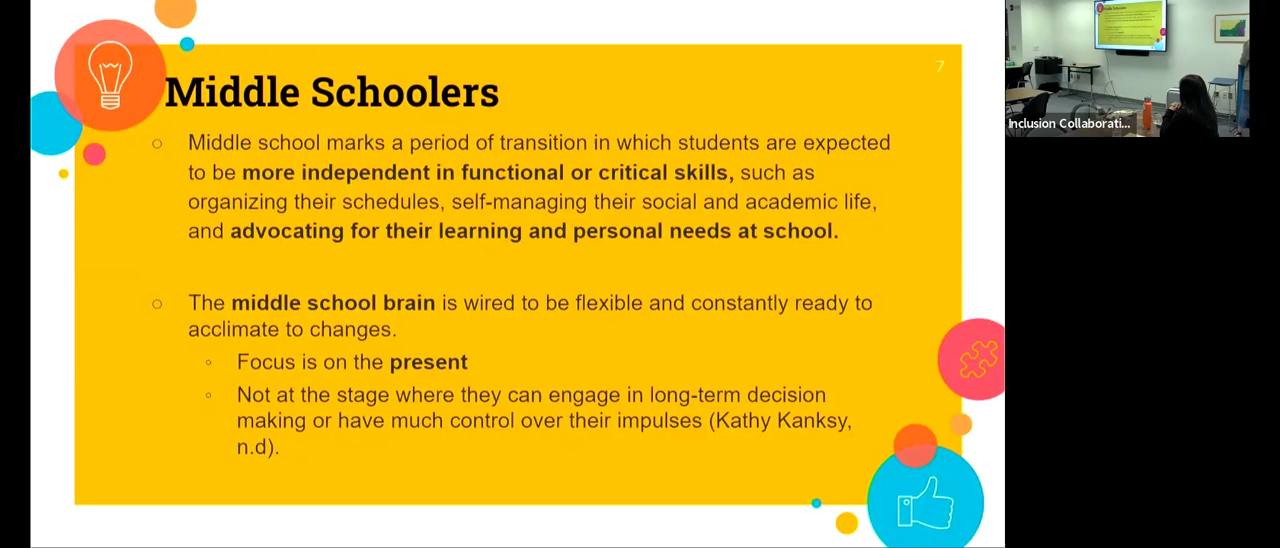 7
Middle Schoolers
Middle school marks a period of transition in which students are expected
to be more independent in functional or critical skills, such as
organizing their schedules, self-managing their social and academic life,
and advocating for their learning and personal needs at school.
The middle school brain is wired to be flexible and constantly ready to
acclimate to changes.
Focus is on the present
Not at the stage where they can engage in long-term decision
making or have much control over their impulses (Kathy Kanksy,
n.d).
Inclusion Collaborati...
Middle Schoolers